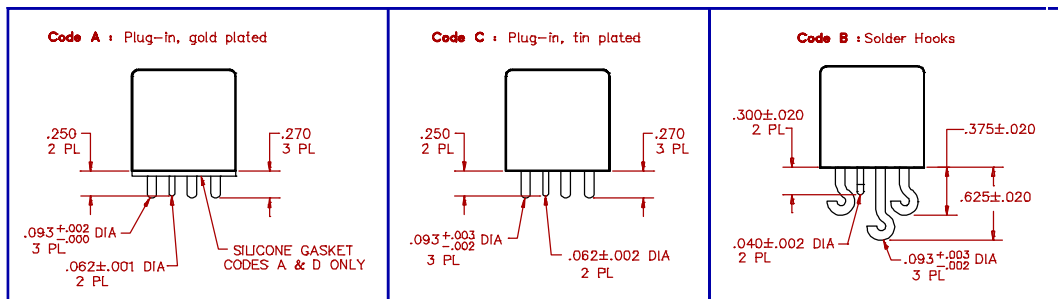 Code A : Plug-in, gold plated
.250
2 PL
.270
3 PL
.093 +.002 -.000 DIA
3 PL
.062±.001 DIA
2 PL
SILICONE GASKET
CODES A & D ONLY
Code C : Plug-in, tin plated
.250
2 PL
.270
3 PL
.093 +.003 -.002 DIA
3 PL
.062±.002 DIA
2 PL
Code B : Solder Hooks
.300±.020
2 PL
.375±.020
.625±.020
.040±.002 DIA
2 PL
.093 +.003 -.002 DIA
3 PL